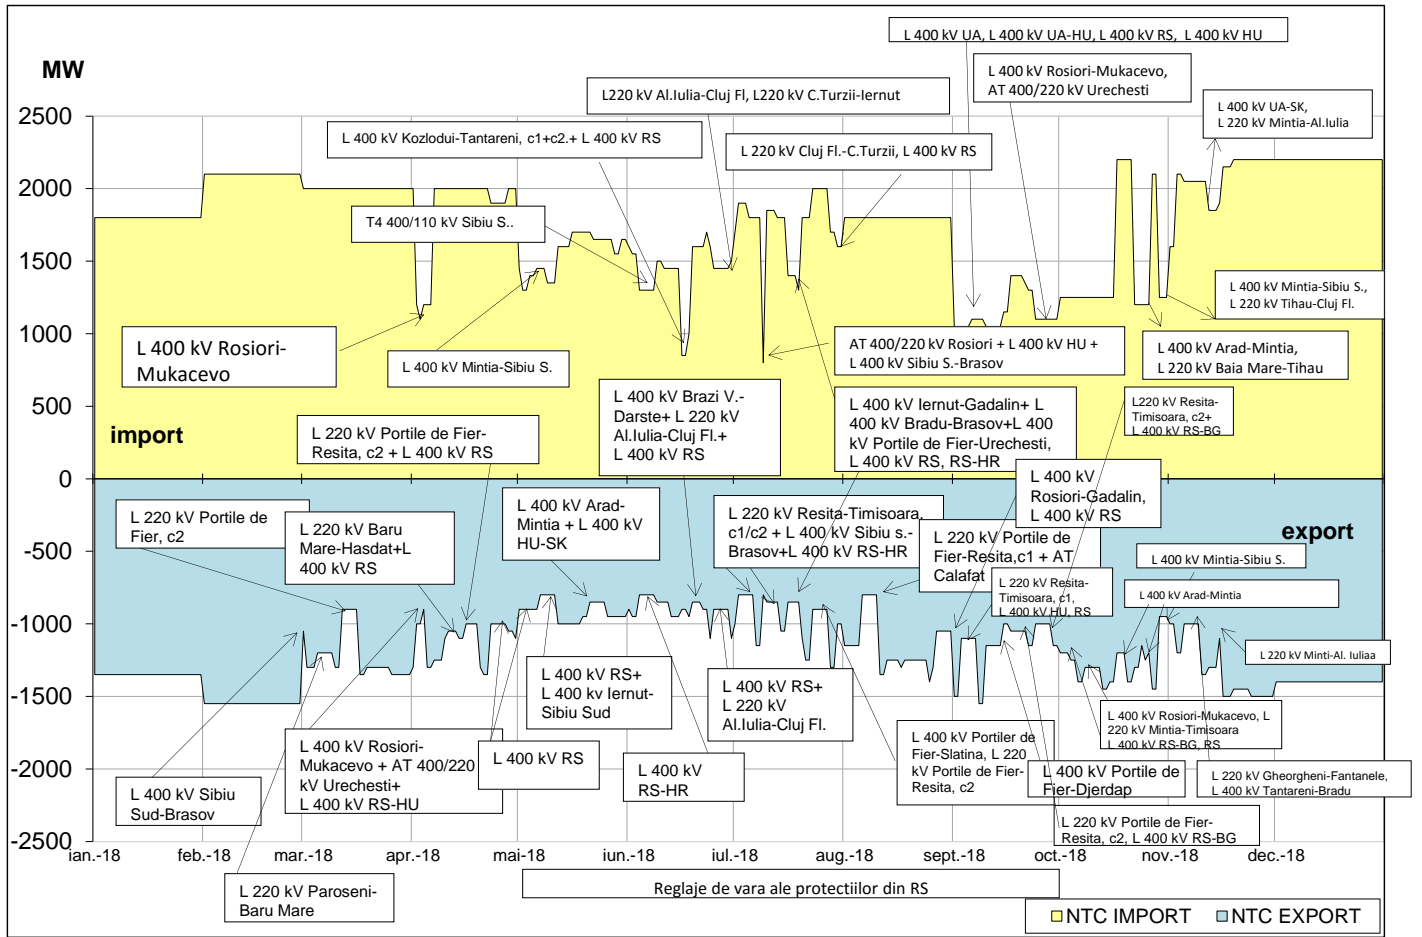 L 400 kV UA, L 400 kV UA-HU, L 400 kV RS,  L 400 kV HU
MW
L 400 kV Rosiori-Mukacevo,
AT 400/220 kV Urechesti
L220 kV Al.Iulia-Cluj Fl, L220 kV C.Turzii-Iernut
L 400 kV UA-SK,
L 220 kV Mintia-Al.Iulia
2500
L 400 kV Kozlodui-Tantareni, c1+c2.+ L 400 kV RS
L 220 kV Cluj Fl.-C.Turzii, L 400 kV RS
2000
T4 400/110 kV Sibiu S..
1500
L 400 kV Mintia-Sibiu S.,
L 220 kV Tihau-Cluj Fl.
1000
L 400 kV Rosiori-
Mukacevo
L 400 kV Mintia-Sibiu S.
AT 400/220 kV Rosiori + L 400 kV HU +
L 400 kV Sibiu S.-Brasov
L 400 kV Arad-Mintia,
L 220 kV Baia Mare-Tihau
500
L 400 kV Brazi V.-
Darste+ L 220 kV
Al.Iulia-Cluj Fl.+
L 400 kV RS
L 400 kV Iernut-Gadalin+ L
400 kV Bradu-Brasov+L 400
kV Portile de Fier-Urechesti,
L 400 kV RS, RS-HR
L220 kV Resita-
Timisoara, c2+
L 400 kV RS-BG
import
L 220 kV Portile de Fier-
Resita, c2 + L 400 kV RS
0
L 400 kV
Rosiori-Gadalin,
L 400 kV RS
export
-500
L 220 kV Portile de
Fier, c2
L 220 kV Baru
Mare-Hasdat+L
400 kV RS
L 400 kV Arad-
Mintia + L 400 kV
HU-SK
L 220 kV Resita-Timisoara,
c1/c2 + L 400 kV Sibiu s.-
Brasov+L 400 kV RS-HR
L 220 kV Portile de
Fier-Resita,c1 + AT
Calafat
L 400 kV Mintia-Sibiu S.
L 220 kV Resita-
Timisoara, c1,
L 400 kV HU, RS
L 400 kV Arad-Mintia
-1000
L 220 kV Minti-Al. Iuliaa
-1500
L 400 kV RS+
L 400 kv Iernut-
Sibiu Sud
L 400 kV RS+
L 220 kV
Al.Iulia-Cluj Fl.
L 400 kV Rosiori-Mukacevo, L
220 kV Mintia-Timisoara
L 400 kV RS-BG, RS
L 400 kV Rosiori-
Mukacevo + AT 400/220
kV Urechesti+
L 400 kV RS-HU
L 400 kV RS
L 400 kV
RS-HR
L 400 kV Portiler de
Fier-Slatina, L 220
kV Portile de Fier-
Resita, c2
L 400 kV Portile de
Fier-Djerdap
L 220 kV Gheorgheni-Fantanele,
L 400 kV Tantareni-Bradu
-2000
L 400 kV Sibiu
Sud-Brasov
L 220 kV Portile de Fier-
Resita, c2, L 400 kV RS-BG
-2500
ian.-18 feb.-18 mar.-18 apr.-18 mai-18 iun.-18 iul.-18 aug.-18 sept.-18 oct.-18 nov.-18 dec.-18
L 220 kV Paroseni-
Baru Mare
Reglaje de vara ale protectiilor din RS
NTC IMPORT NTC EXPORT